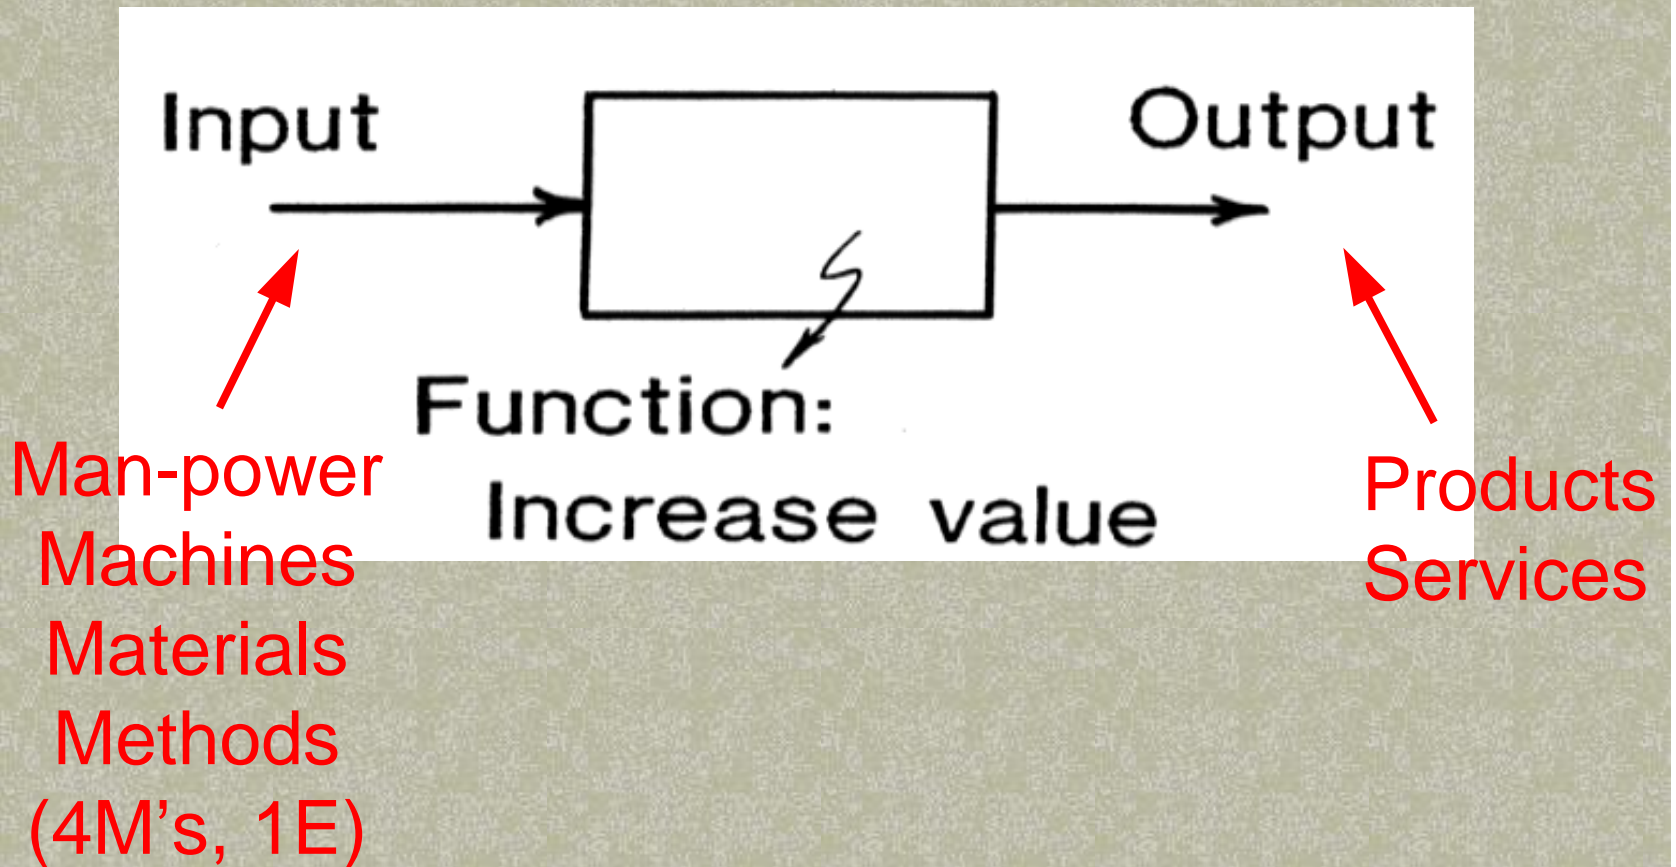 Input
Output
Function:
Increase value
Man-power
Machines
Materials
Methods
(4M’s, 1E)
Products
Services